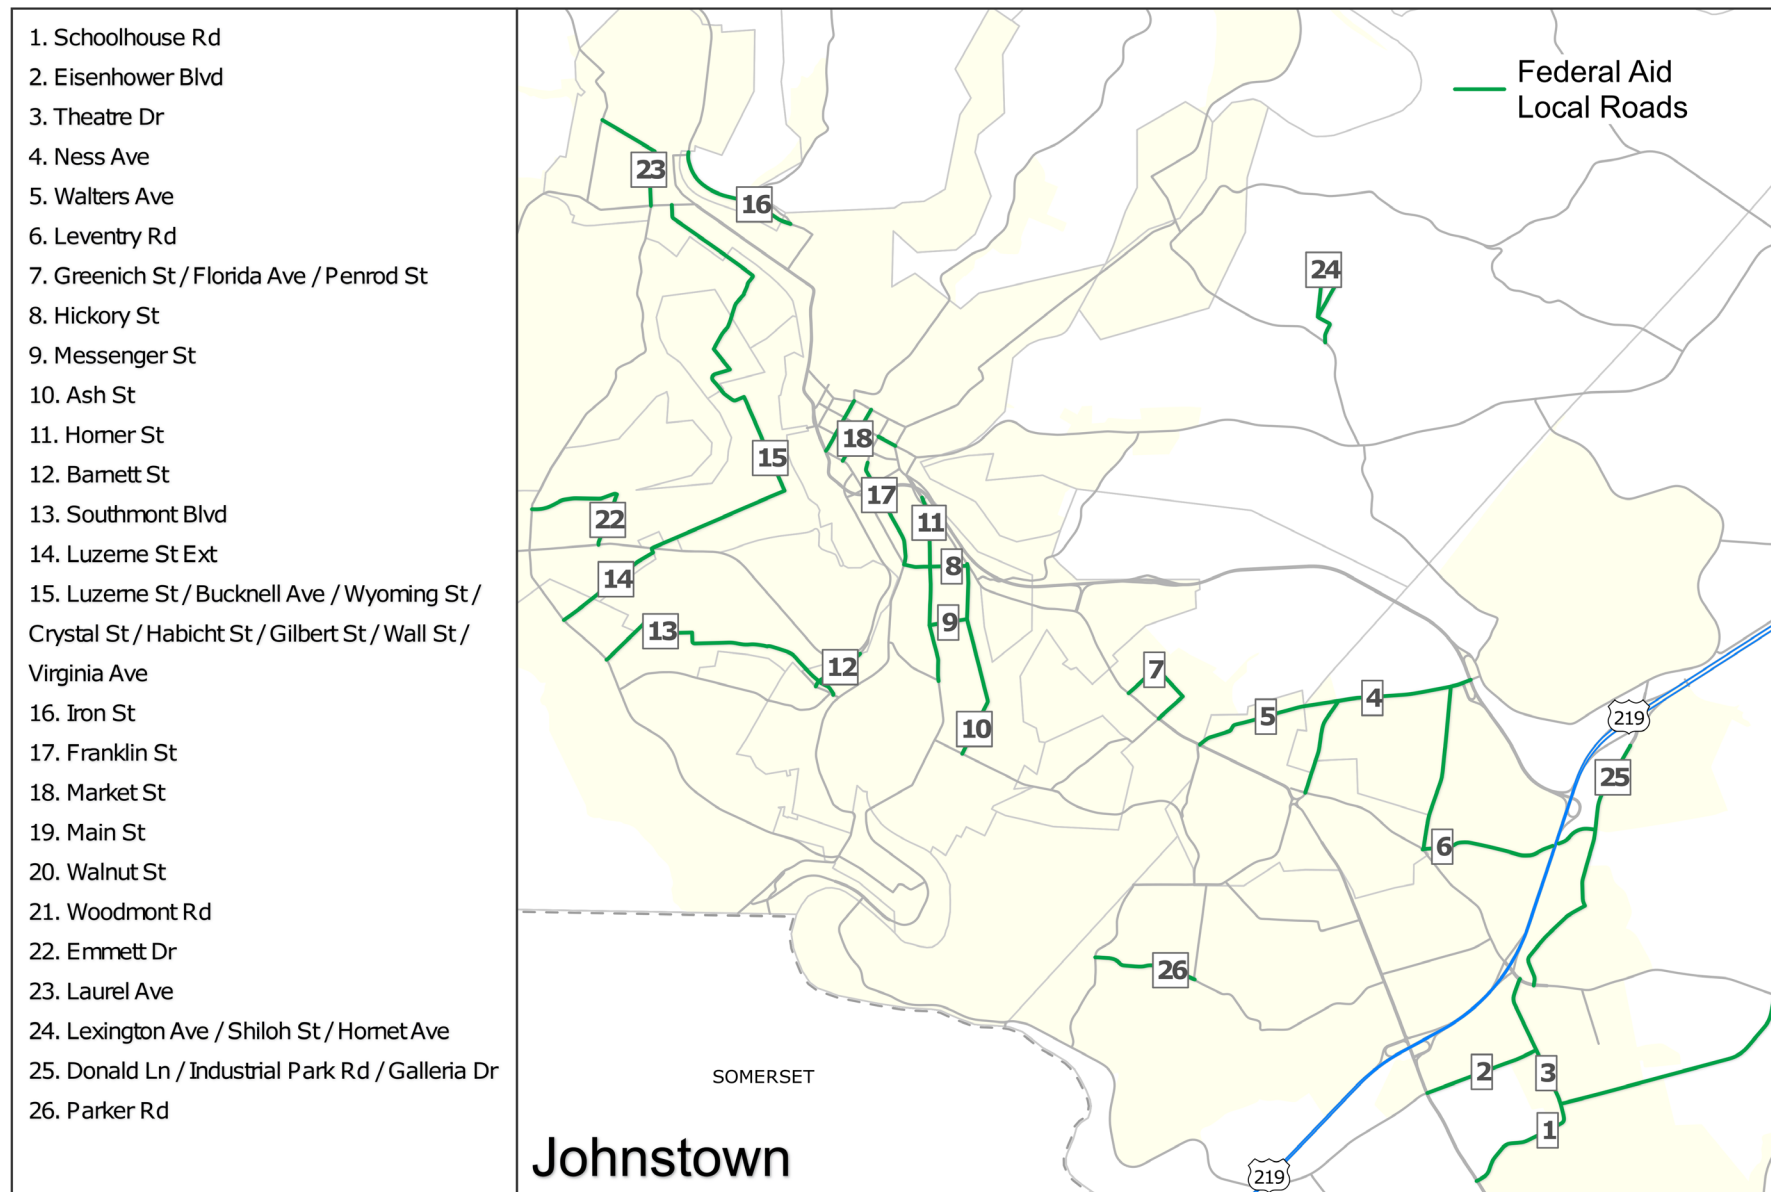 1. Schoolhouse Rd
2. Eisenhower Blvd
3. Theatre Dr
4. Ness Ave
5. Walters Ave
6. Leventry Rd
7. Greenich St / Florida Ave / Penrod St
8. Hickory St
9. Messenger St
10. Ash St
11. Horner St
12. Barnett St
13. Southmont Blvd
14. Luzerne St Ext
15. Luzerne St / Bucknell Ave / Wyoming St /
Crystal St / Habicht St / Gilbert St / Wall St /
Virginia Ave
16. Iron St
17. Franklin St
18. Market St
19. Main St
20. Walnut St
21. Woodmont Rd
22. Emmett Dr
23. Laurel Ave
24. Lexington Ave / Shiloh St / Hornet Ave
25. Donald Ln / Industrial Park Rd / Galleria Dr
26. Parker Rd
Federal Aid
Local Roads
23
16
24
18
15
17
22
11
8
14
9
13
12
7
4
5
10
219
25
6
26
2
3
1
SOMERSET
Johnstown
219